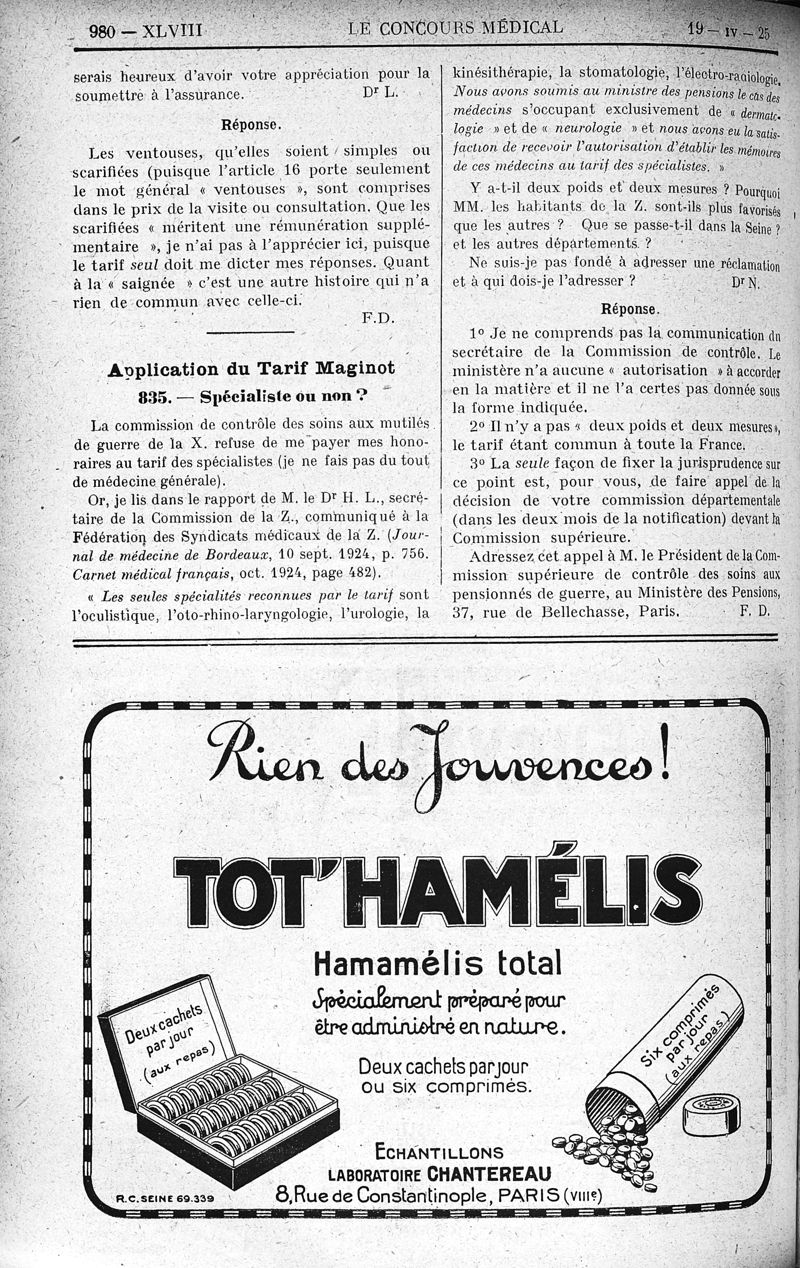 980 — XLVIII LE CONCOURS MÉDICAL 19 — IV — 25
serais heureux d'avoir votre appréciation pour la
soumettre à l'assurance. Dr L.
Réponse.
Les ventouses, qu'elles soient simples ou
scarifiées (puisque l'article 16 porte seulement
le mot général « ventouses », sont comprises
dans le prix de la visite ou consultation. Que les
scarifiées « méritent une rémunération supplé-
mentaire », je n'ai pas à l'apprécier ici, puisque
le tarif seul doit me dicter mes réponses. Quant
à la « saignée » c'est une autre histoire qui n'a
rien de commun avec celle-ci.
F.D.
Application du Tarif Maginot
835. — Spécialiste ou non ?
La commission de contrôle des soins aux mutilés
de guerre de la X. refuse de me payer mes hono-
raires au tarif des spécialistes (je ne fais pas du tout
de médecine générale).
Or, je lis dans le rapport de M. le Dr H. L., secré-
taire de la Commission de la Z., communiqué à la
Fédération des Syndicats médicaux de la Z. (Jour-
nal de médecine de Bordeaux, 10 sept. 1924, p. 756.
Carnet médical français, oct. 1924, page 482).
« Les seules spécialités reconnues par le tarif sont
l'oculistique, l'oto-rhino-laryngologie, l'urologie, la
kinésithérapie, la stomatologie, l'électro-radiologie.
Nous avons soumis au ministre des pensions le cas des
médecins s'occupant exclusivement de « dermato-
logie » et de « neurologie » et nous avons eu la satis-
faction de recevoir l'autorisation d'établir les mémoires
de ces médecins au tarif des spécialistes. »
Y a-t-il deux poids et deux mesures ? Pourquoi
MM. les habitants de la Z. sont-ils plus favorisés
que les autres ? Que se passe-t-il dans la Seine ?
et les autres départements. ?
Ne suis-je pas fondé à adresser une réclamation
et à qui dois-je l'adresser ? Dr N.
Réponse.
1o Je ne comprends pas la communication du
secrétaire de la Commission de contrôle. Le
ministère n'a aucune « autorisation » à accorder
en la matière et il ne l'a certes pas donnée sous
la forme indiquée.
2o Il n'y a pas « deux poids et deux mesures »,
le tarif étant commun à toute la France.
3o La seule façon de fixer la jurisprudence sur
ce point est, pour vous, de faire appel de la
décision de votre commission départementale
(dans les deux mois de la notification) devant la
Commission supérieure.
Adressez cet appel à M. le Président de la Com-
mission supérieure de contrôle des soins aux
pensionnés de guerre, au Ministère des Pensions,
37, rue de Bellechasse, Paris. F. D.
Rien des Jouvences !
TOT'HAMÉLIS
Hamamélis total
Spécialement préparé pour
être administré en nature.
Deux cachets
par jour
(aux repas)
Six comprimés
par jour
(aux repas)
Deux cachets par jour
ou six comprimés.
ECHANTILLONS
LABORATOIRE CHANTEREAU
8, Rue de Constantinople, PARIS (VIIIe)
R.C. SEINE 69.339